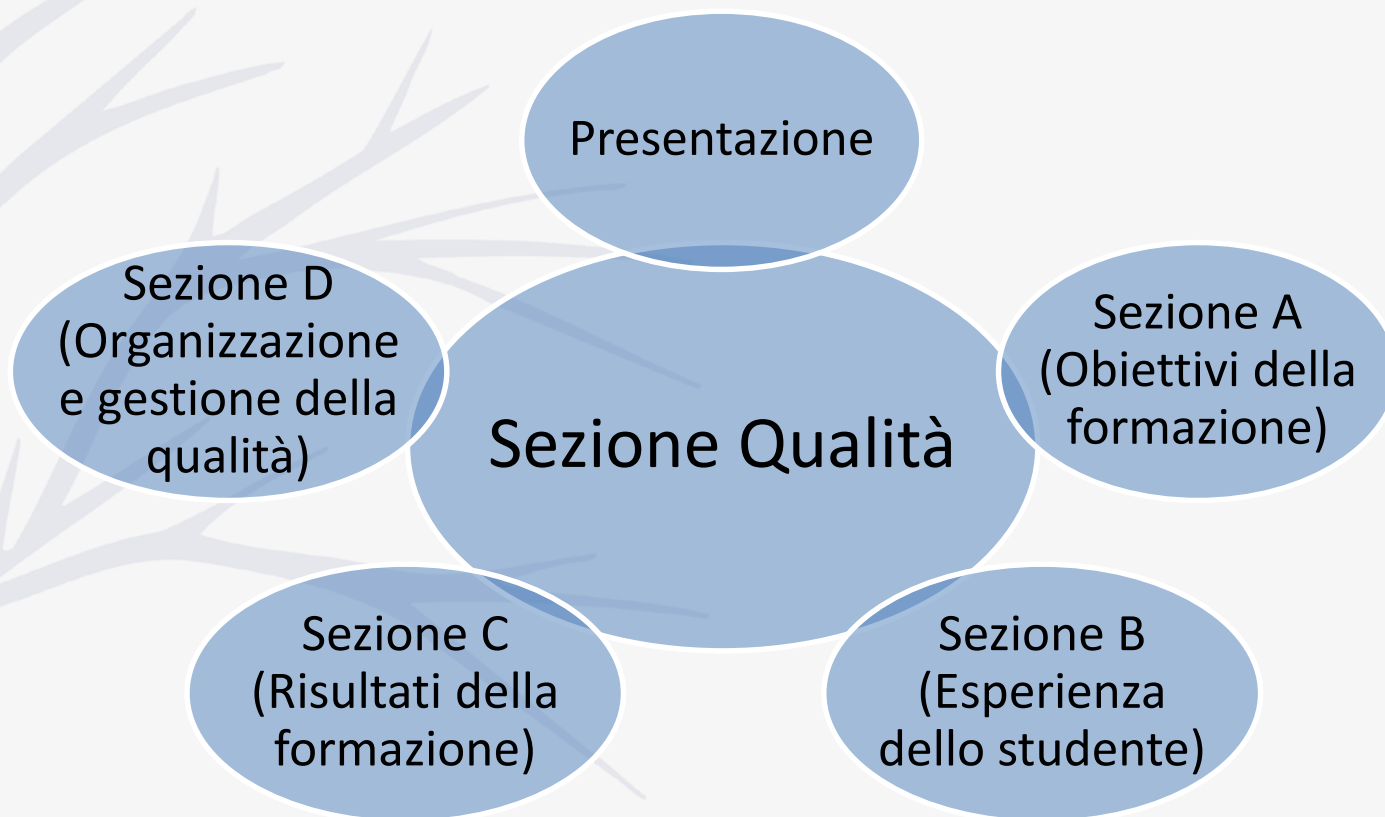 Presentazione
Sezione D
(Organizzazione
e gestione della
qualità)
Sezione A
(Obiettivi della
formazione)
Sezione Qualità
Sezione C
(Risultati della
formazione)
Sezione B
(Esperienza
dello studente)